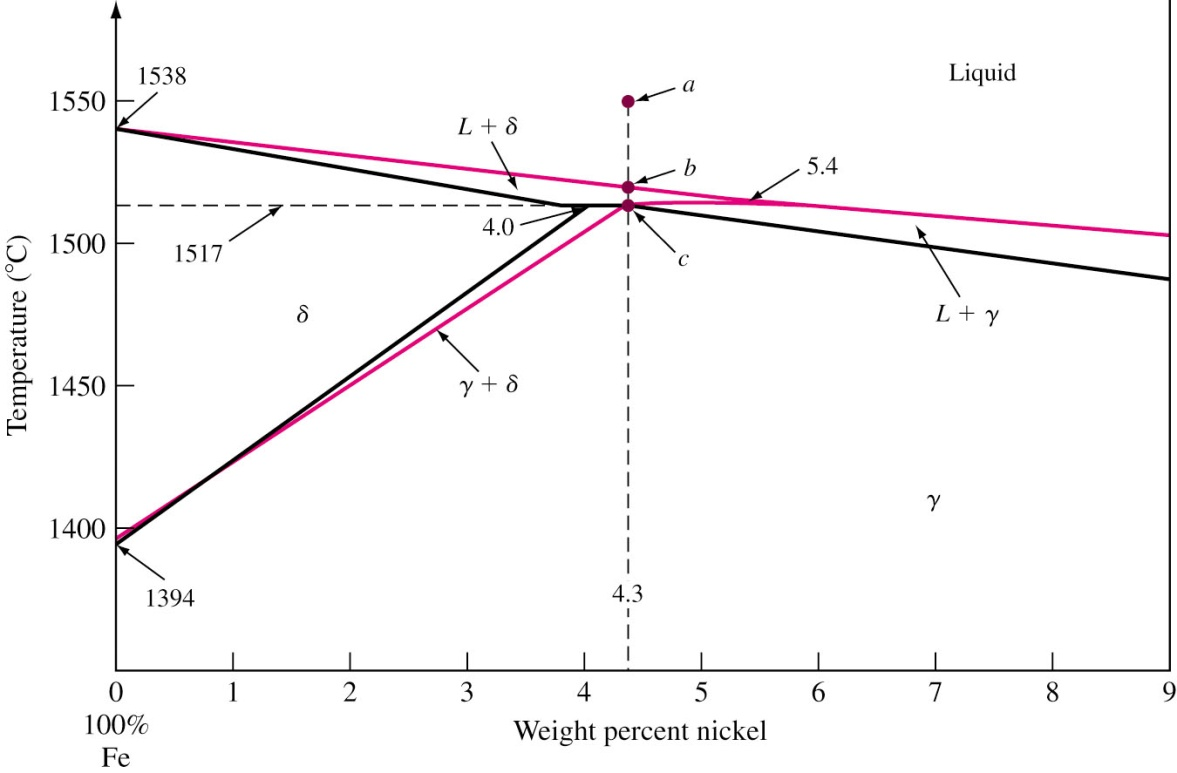 1538
Liquid
a
1550
L + δ
b
5.4
4.0
1517
1500
c
L + γ
δ
Temperature (°C)
1450
γ + δ
γ
1400
1394
4.3
0
1
2
3
4
5
6
7
8
9
100%
Fe
Weight percent nickel